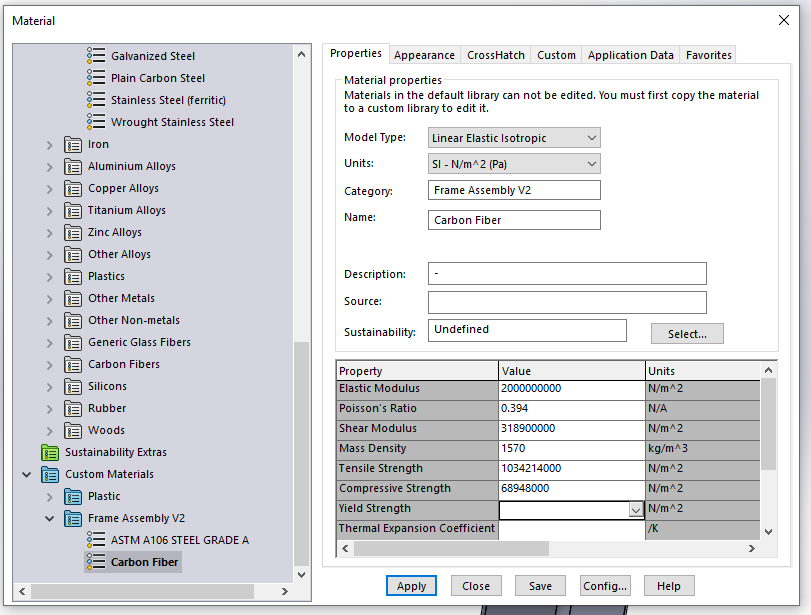 Material
Galvanized Steel
Plain Carbon Steel
Stainless Steel (ferritic)
Wrought Stainless Steel
Iron
Aluminium Alloys
Copper Alloys
Titanium Alloys
Zinc Alloys
Other Alloys
Plastics
Other Metals
Other Non-metals
Generic Glass Fibers
Carbon Fibers
Silicons
Rubber
Woods
Sustainability Extras
Custom Materials
Plastic
Frame Assembly V2
ASTM A106 STEEL GRADE A
Carbon Fiber
Properties Appearance CrossHatch Custom Application Data Favorites
Material properties
Materials in the default library can not be edited. You must first copy the material
to a custom library to edit it.
Model Type: Linear Elastic Isotropic
Units: SI - N/m^2 (Pa)
Category: Frame Assembly V2
Name: Carbon Fiber
Description: -
Source:
Sustainability: Undefined Select...
Property Value Units
Elastic Modulus 2000000000 N/m^2
Poisson's Ratio 0.394 N/A
Shear Modulus 318900000 N/m^2
Mass Density 1570 kg/m^3
Tensile Strength 1034214000 N/m^2
Compressive Strength 68948000 N/m^2
Yield Strength N/m^2
Thermal Expansion Coefficient /K
Apply Close Save Config... Help